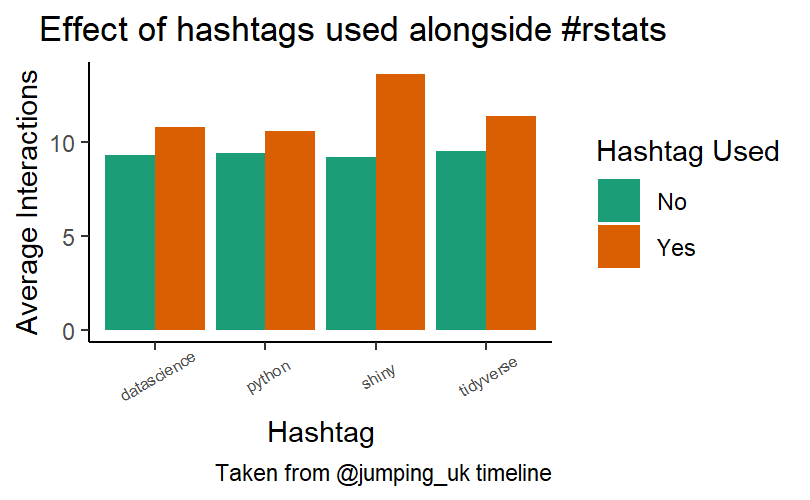 Effect of hashtags used alongside #rstats
Average Interactions
10
5
0
datascience
python
shiny
tidyverse
Hashtag
Hashtag Used
No
Yes
Taken from @jumping_uk timeline